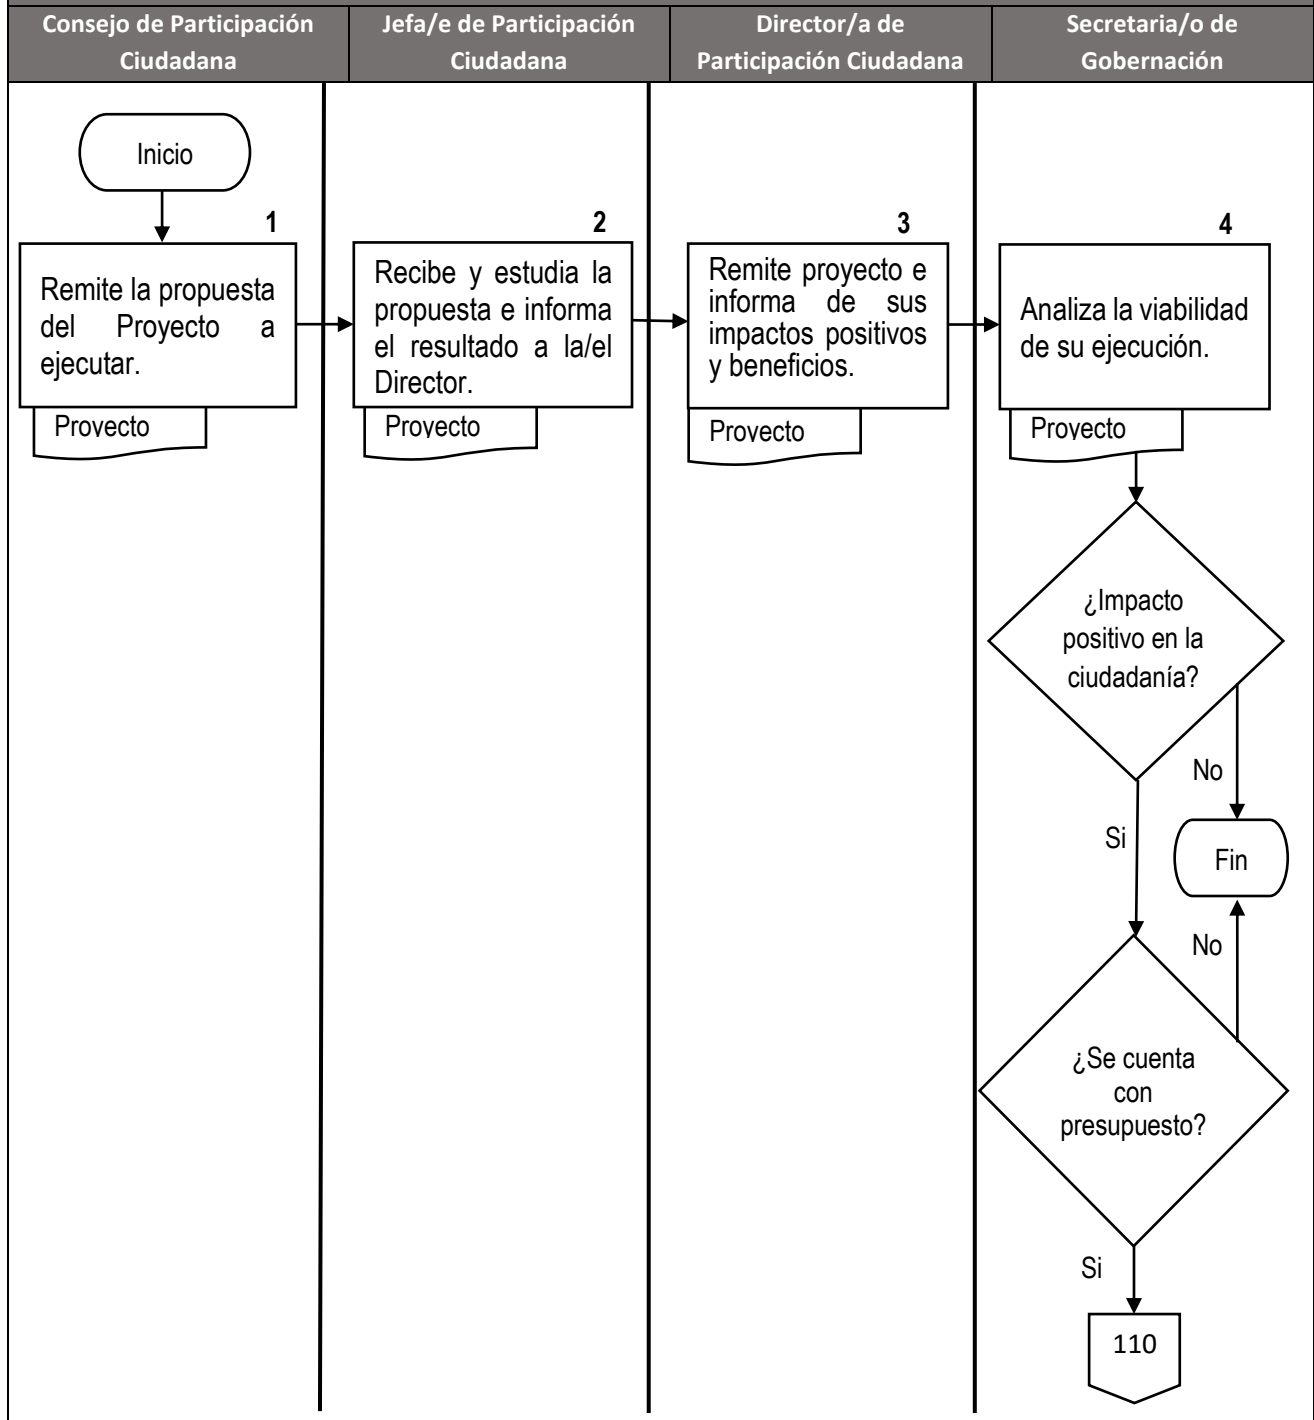 Consejo de Participación
Ciudadana
Jefa/e de Participación
Ciudadana
Director/a de
Participación Ciudadana
Secretaria/o de
Gobernación
Inicio
1
Remite la propuesta
del Proyecto a
ejecutar.
Proyecto
2
Recibe y estudia la
propuesta e informa
el resultado a la/el
Director.
Proyecto
3
Remite proyecto e
informa de sus
impactos positivos
y beneficios.
Proyecto
4
Analiza la viabilidad
de su ejecución.
Proyecto
¿Impacto
positivo en la
ciudadanía?
No
Si
Fin
No
¿Se cuenta
con
presupuesto?
Si
110